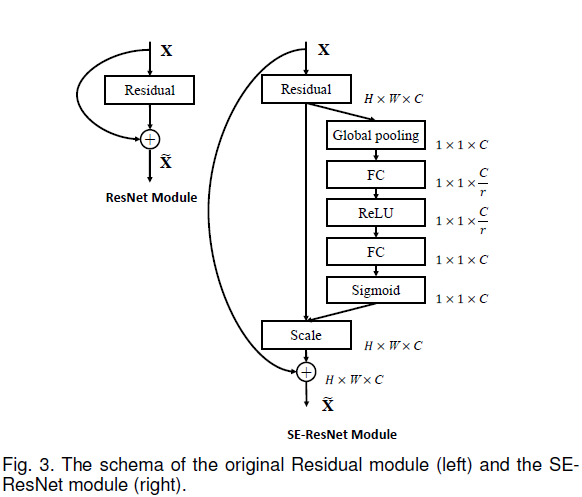 X
Residual
+
X̃
ResNet Module
X
Residual
H × W × C
Global pooling
1 × 1 × C
FC
1 × 1 × C/r
ReLU
1 × 1 × C/r
FC
1 × 1 × C
Sigmoid
1 × 1 × C
Scale
H × W × C
+
H × W × C
X̃
SE-ResNet Module
Fig. 3. The schema of the original Residual module (left) and the SE-
ResNet module (right).